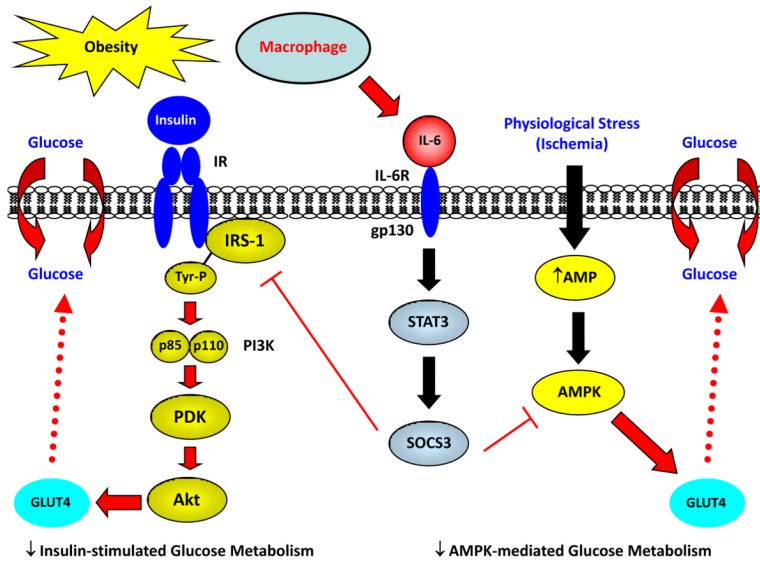 Obesity
Macrophage
Insulin
IL-6
Physiological Stress
(Ischemia)
Glucose
Glucose
IR
IL-6R
gp130
IRS-1
Glucose
Tyr-P
↑AMP
Glucose
STAT3
p85
p110
PI3K
AMPK
PDK
SOCS3
GLUT4
Akt
GLUT4
↓ Insulin-stimulated Glucose Metabolism
↓ AMPK-mediated Glucose Metabolism